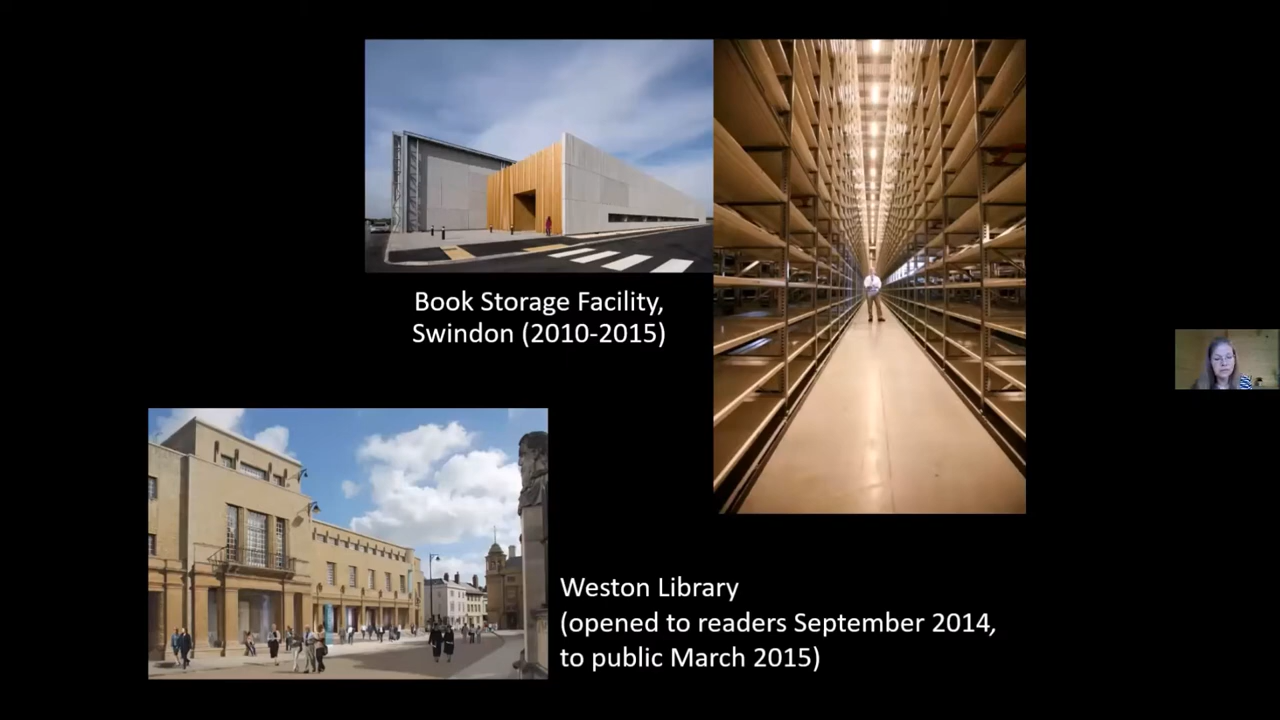 Book Storage Facility,
Swindon (2010-2015)
Weston Library
(opened to readers September 2014,
to public March 2015)